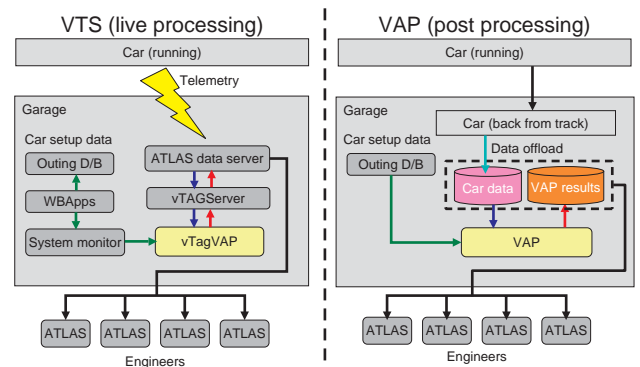 VTS (live processing)
Car (running)
Telemetry
Garage
Car setup data
Outing D/B
ATLAS data server
WBApps
vTAGServer
System monitor
vTagVAP
ATLAS
ATLAS
ATLAS
ATLAS
Engineers
VAP (post processing)
Car (running)
Garage
Car (back from track)
Car setup data
Data offload
Outing D/B
Car data
VAP results
VAP
ATLAS
ATLAS
ATLAS
ATLAS
Engineers